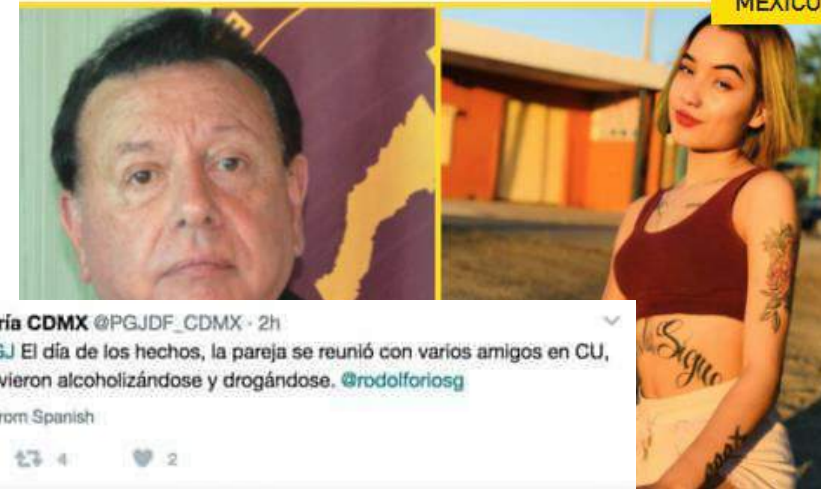 MÉXICO
ría CDMX @PGJDF_CDMX · 2h
GJ El día de los hechos, la pareja se reunió con varios amigos en CU,
vieron alcoholizándose y drogándose. @rodolforiosg
rom Spanish
4 2
Sigue